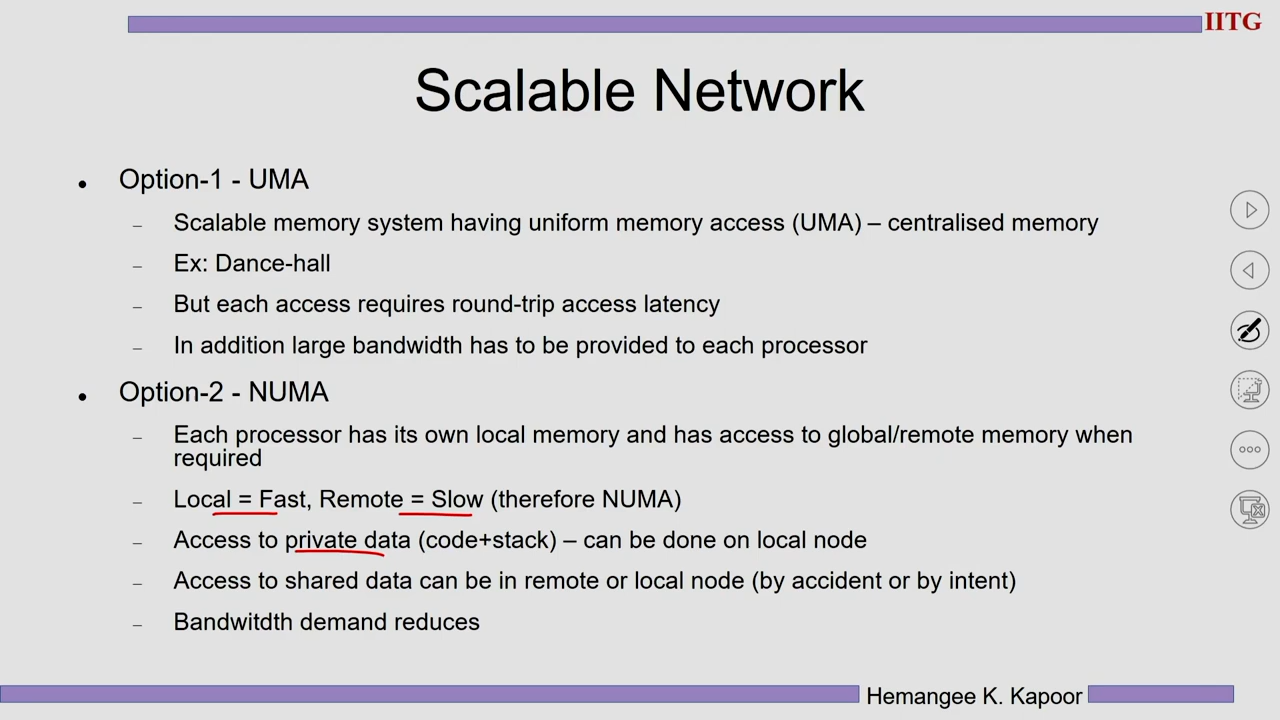 IITG
Scalable Network
● Option-1 - UMA
– Scalable memory system having uniform memory access (UMA) – centralised memory
– Ex: Dance-hall
– But each access requires round-trip access latency
– In addition large bandwidth has to be provided to each processor
● Option-2 - NUMA
– Each processor has its own local memory and has access to global/remote memory when
required
– Local = Fast, Remote = Slow (therefore NUMA)
– Access to private data (code+stack) – can be done on local node
– Access to shared data can be in remote or local node (by accident or by intent)
– Bandwitdth demand reduces
Hemangee K. Kapoor